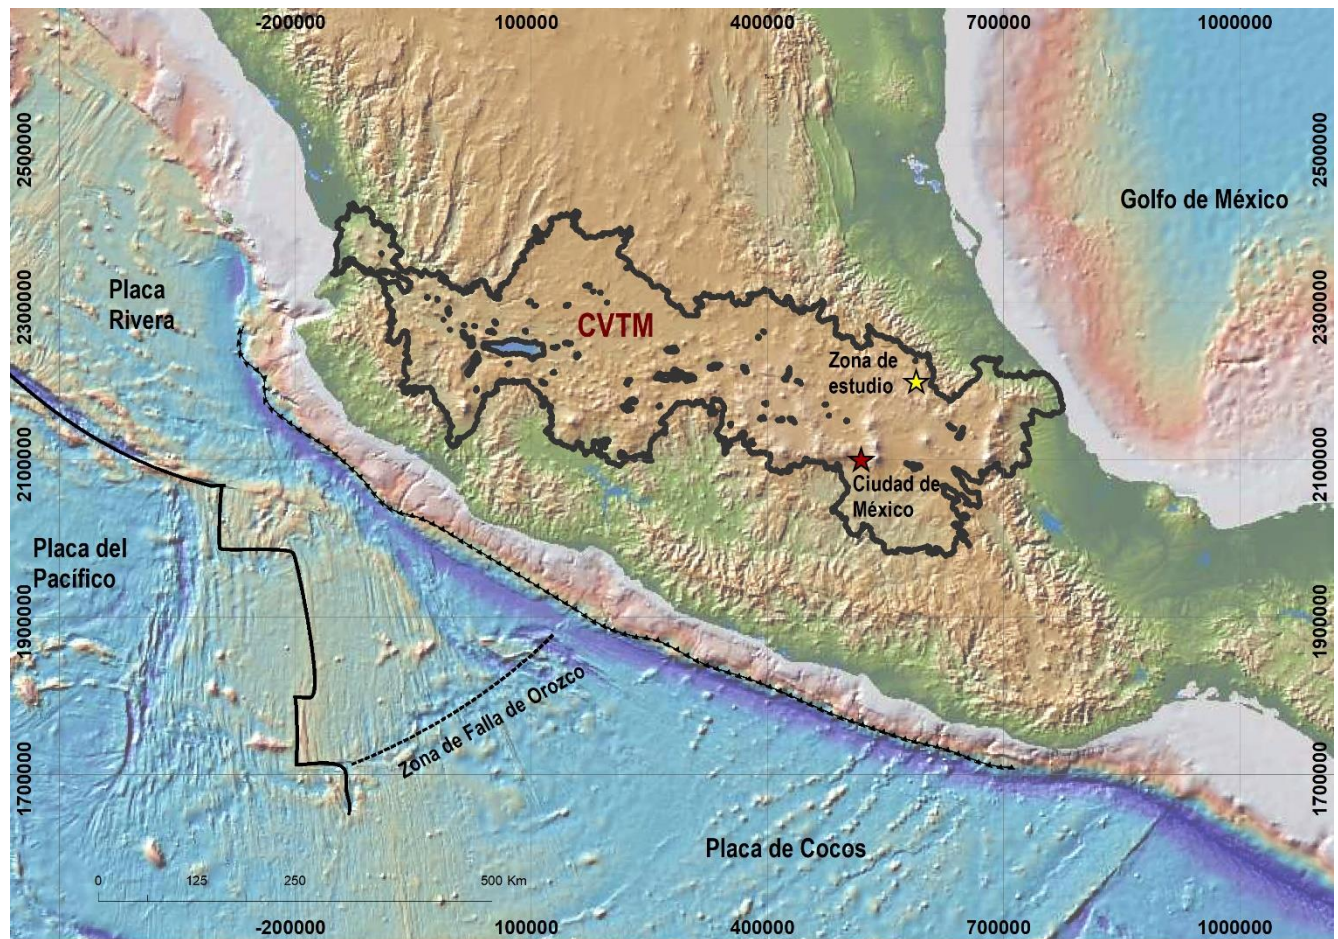 -200000 100000 400000 700000 1000000
2500000
2500000
Golfo de México
Placa
Rivera
2300000
2300000
CVTM
Zona de
estudio
2100000
2100000
Ciudad de
México
Placa del
Pacífico
1900000
1900000
Zona de Falla de Orozco
1700000
1700000
Placa de Cocos
0 125 250 500 Km
-200000 100000 400000 700000 1000000